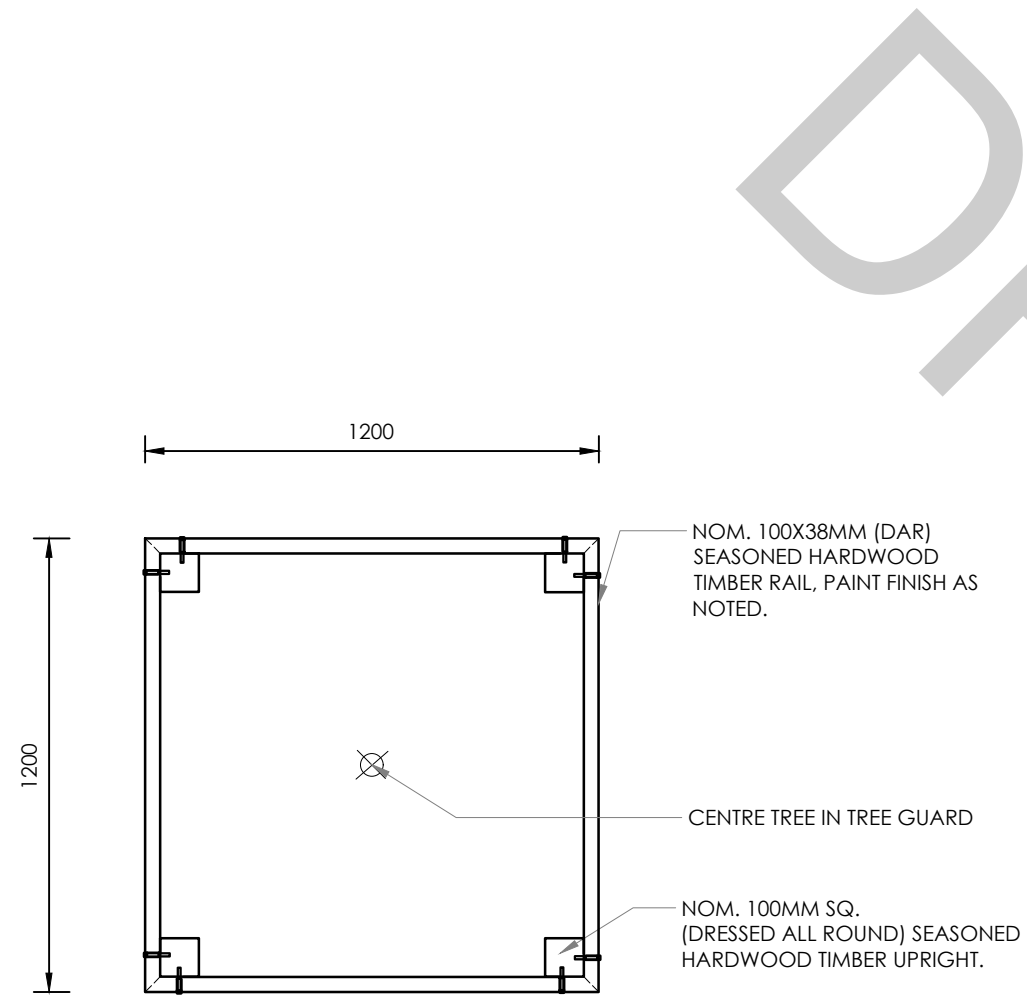 1200
NOM. 100X38MM (DAR)
SEASONED HARDWOOD
TIMBER RAIL, PAINT FINISH AS
NOTED.
1200
CENTRE TREE IN TREE GUARD
NOM. 100MM SQ.
(DRESSED ALL ROUND) SEASONED
HARDWOOD TIMBER UPRIGHT.